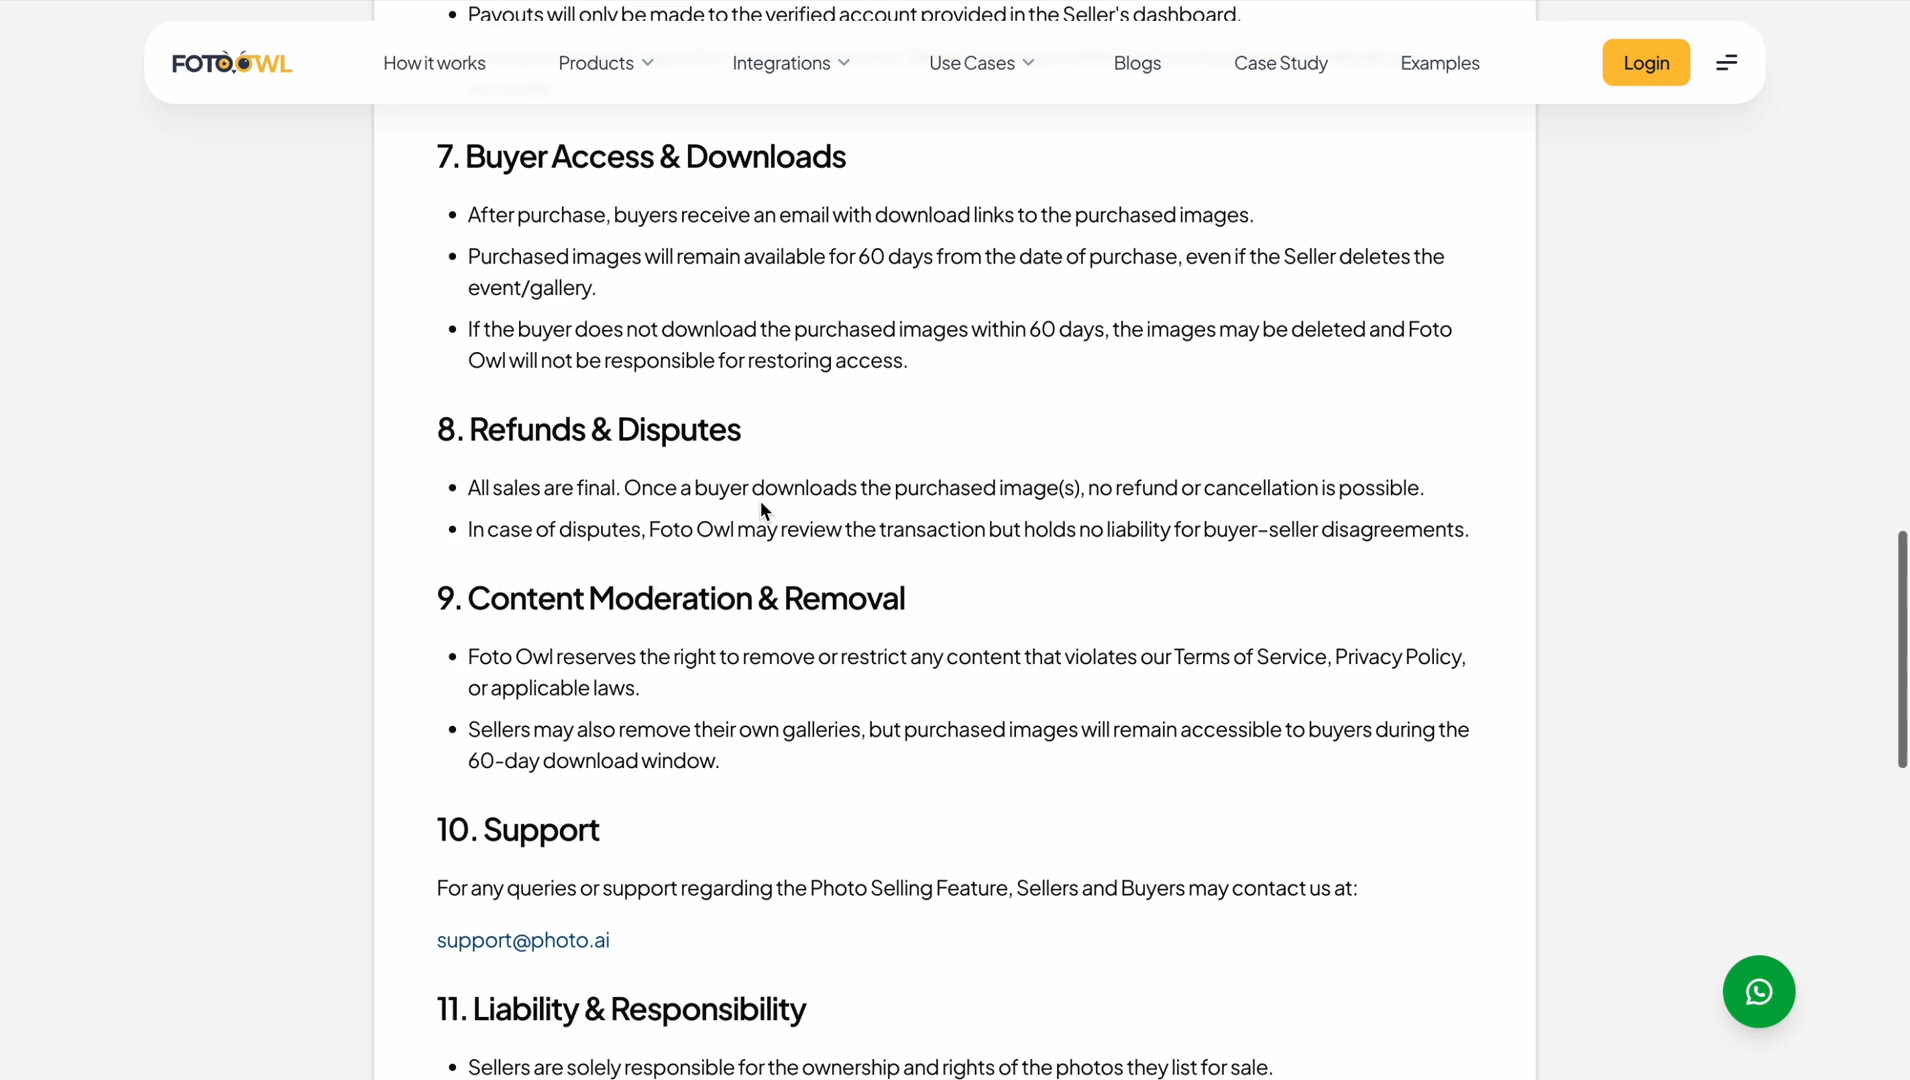 Payouts will only be made to the verified account provided in the Seller's dashboard.
FOTOOWL
How it works
Products
Integrations
Use Cases
Blogs
Case Study
Examples
Login
7. Buyer Access & Downloads
• After purchase, buyers receive an email with download links to the purchased images.
• Purchased images will remain available for 60 days from the date of purchase, even if the Seller deletes the
event/gallery.
• If the buyer does not download the purchased images within 60 days, the images may be deleted and Foto
Owl will not be responsible for restoring access.
8. Refunds & Disputes
• All sales are final. Once a buyer downloads the purchased image(s), no refund or cancellation is possible.
• In case of disputes, Foto Owl may review the transaction but holds no liability for buyer–seller disagreements.
9. Content Moderation & Removal
• Foto Owl reserves the right to remove or restrict any content that violates our Terms of Service, Privacy Policy,
or applicable laws.
• Sellers may also remove their own galleries, but purchased images will remain accessible to buyers during the
60-day download window.
10. Support
For any queries or support regarding the Photo Selling Feature, Sellers and Buyers may contact us at:
support@photo.ai
11. Liability & Responsibility
• Sellers are solely responsible for the ownership and rights of the photos they list for sale.